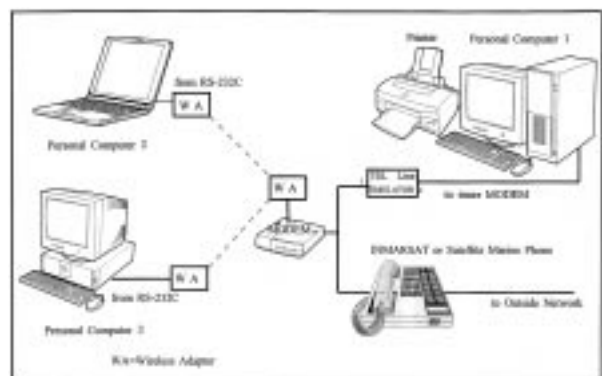 Printer
Personal Computer 1
from RS-232C
W A
Personal Computer 2
W A
TEL Line
SIMULATOR
to inner MODEM
MODEM
INMARSAT or Satellite Marine Phone
W A
from RS-232C
to Outside Network
Personal Computer 3
WA=Wireless Adaptor